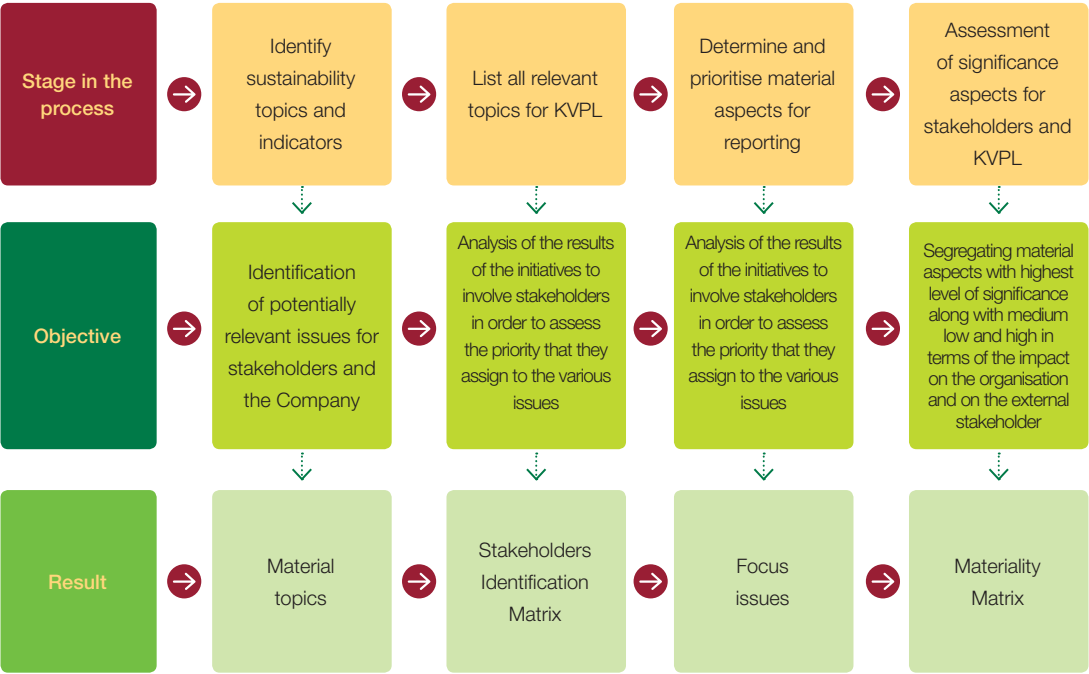 Stage in the
process
Identify
sustainability
topics and
indicators
List all relevant
topics for KVPL
Determine and
prioritise material
aspects for
reporting
Assessment
of significance
aspects for
stakeholders and
KVPL
Objective
Identification
of potentially
relevant issues for
stakeholders and
the Company
Analysis of the results
of the initiatives to
involve stakeholders
in order to assess
the priority that they
assign to the various
issues
Analysis of the results
of the initiatives to
involve stakeholders
in order to assess
the priority that they
assign to the various
issues
Segregating material
aspects with highest
level of significance
along with medium
low and high in
terms of the impact
on the organisation
and on the external
stakeholder
Result
Material
topics
Stakeholders
Identification
Matrix
Focus
issues
Materiality
Matrix